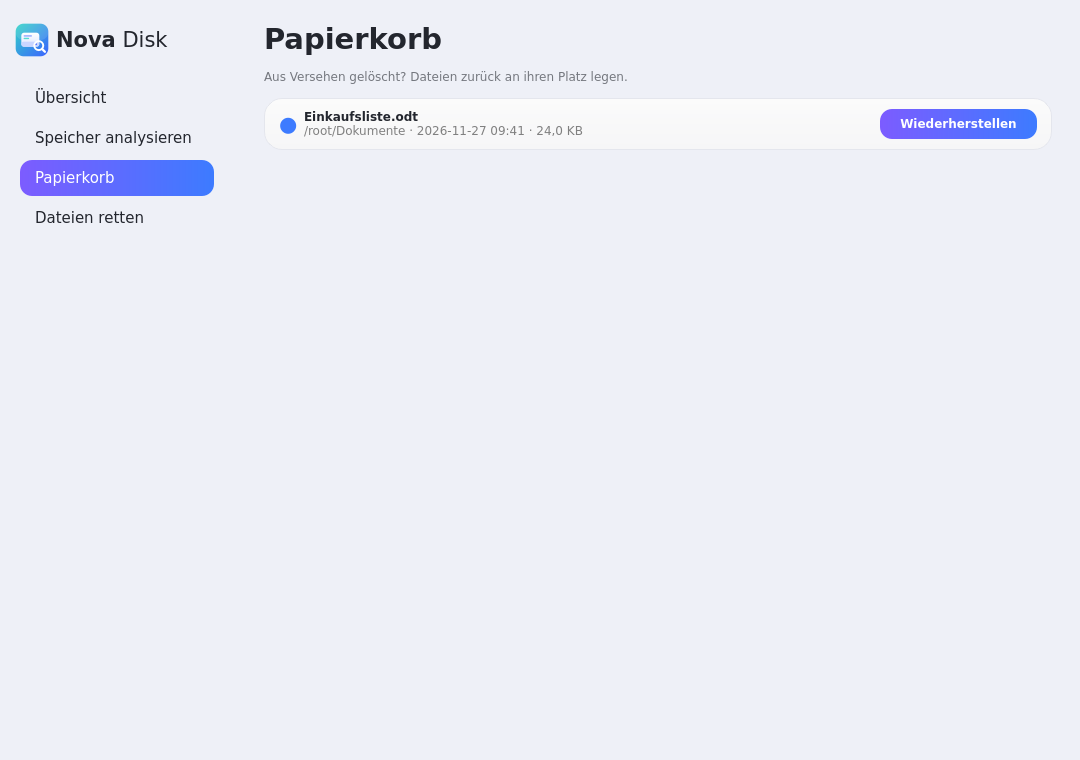 Nova Disk
Übersicht
Speicher analysieren
Papierkorb
Dateien retten
Papierkorb
Aus Versehen gelöscht? Dateien zurück an ihren Platz legen.
Einkaufsliste.odt
/root/Dokumente · 2026-11-27 09:41 · 24,0 KB
Wiederherstellen